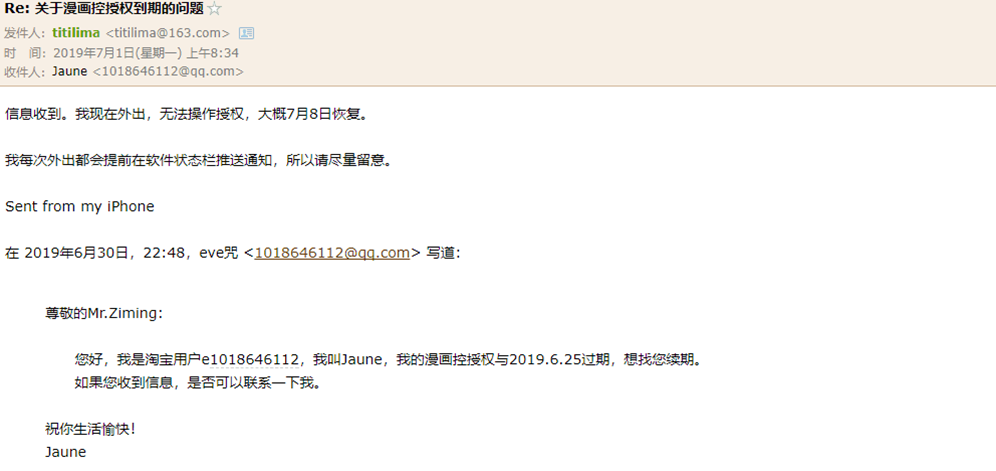 Re: 关于漫画控授权到期的问题
发件人：titilima <titilima@163.com>
时 间：2019年7月1日(星期一) 上午8:34
收件人：Jaune <1018646112@qq.com>
信息收到。我现在外出，无法操作授权，大概7月8日恢复。
我每次外出都会提前在软件状态栏推送通知，所以请尽量留意。
Sent from my iPhone
在 2019年6月30日，22:48，eve咒 <1018646112@qq.com> 写道：
尊敬的Mr.Ziming：
您好，我是淘宝用户e1018646112，我叫Jaune，我的漫画控授权与2019.6.25过期，想找您续期。
如果您收到信息，是否可以联系一下我。
祝你生活愉快！
Jaune